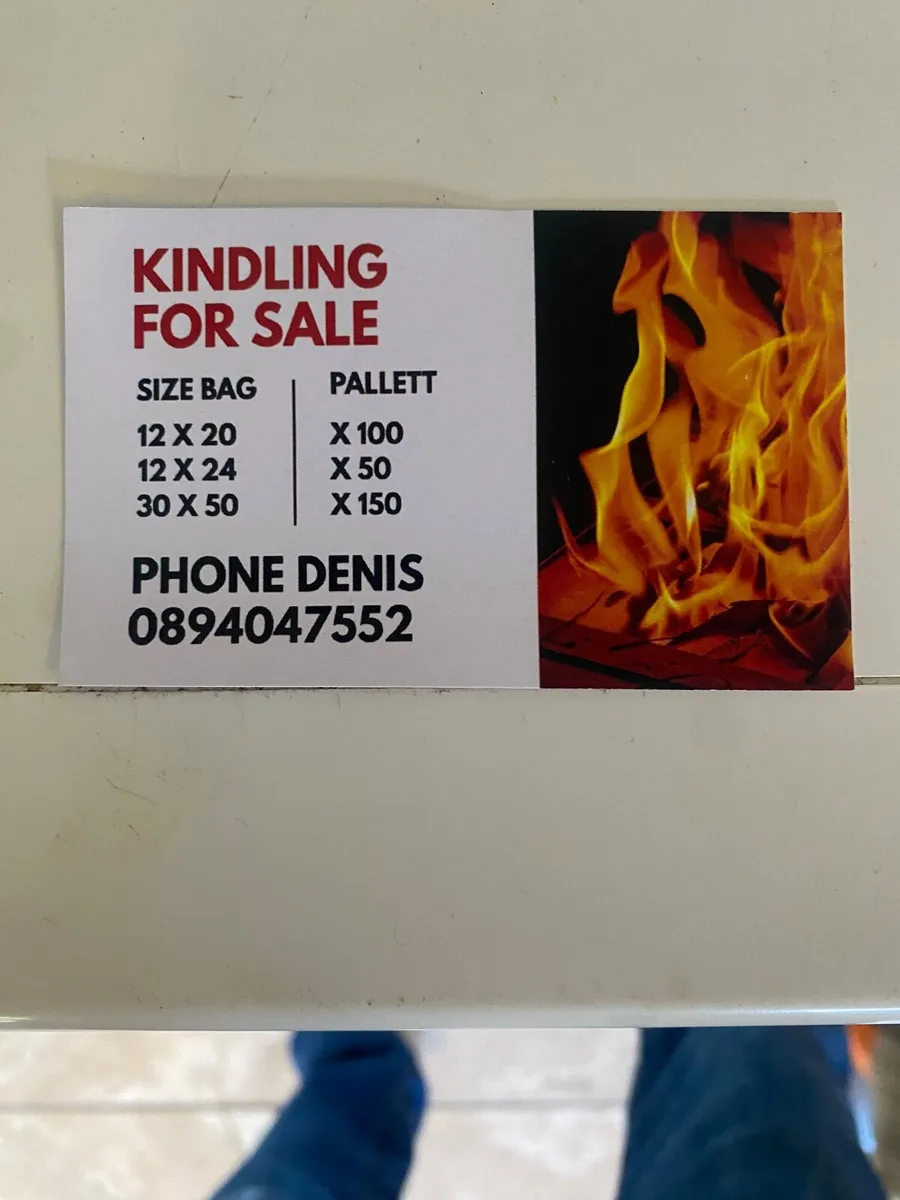 KINDLING
FOR SALE
SIZE BAG
PALLETT
12 X 20
X 100
12 X 24
X 50
30 X 50
X 150
PHONE DENIS
0894047552